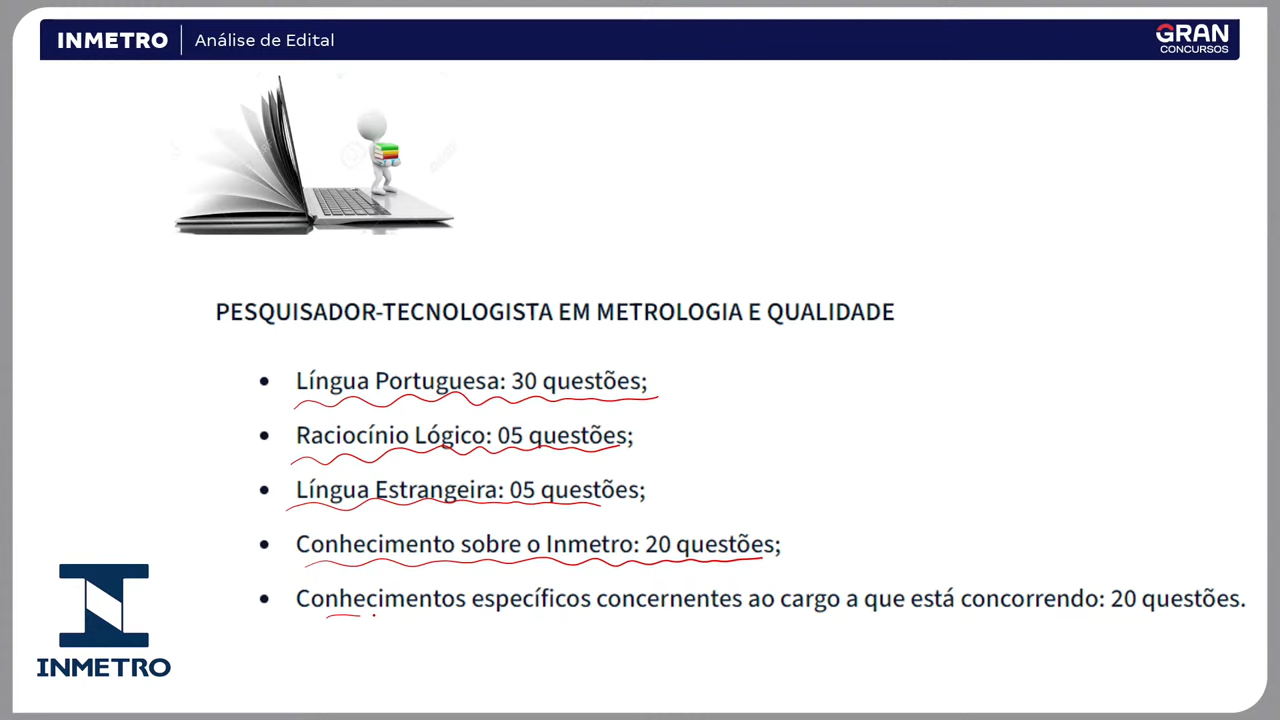 INMETRO | Análise de Edital
GRAN
CONCURSOS
PESQUISADOR-TECNOLOGISTA EM METROLOGIA E QUALIDADE
• Língua Portuguesa: 30 questões;
• Raciocínio Lógico: 05 questões;
• Língua Estrangeira: 05 questões;
• Conhecimento sobre o Inmetro: 20 questões;
• Conhecimentos específicos concernentes ao cargo a que está concorrendo: 20 questões.
INMETRO